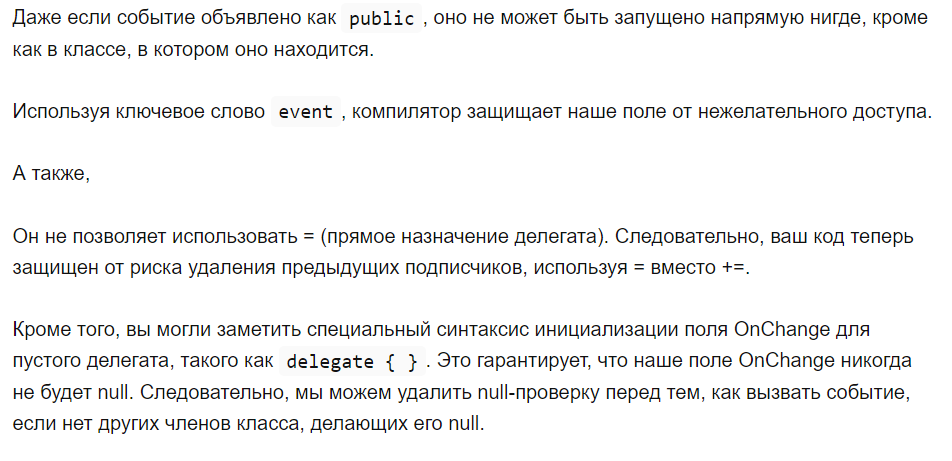 Даже если событие объявлено как public, оно не может быть запущено напрямую нигде, кроме
как в классе, в котором оно находится.
Используя ключевое слово event, компилятор защищает наше поле от нежелательного доступа.
А также,
Он не позволяет использовать = (прямое назначение делегата). Следовательно, ваш код теперь
защищен от риска удаления предыдущих подписчиков, используя = вместо +=.
Кроме того, вы могли заметить специальный синтаксис инициализации поля OnChange для
пустого делегата, такого как delegate { }. Это гарантирует, что наше поле OnChange никогда
не будет null. Следовательно, мы можем удалить null-проверку перед тем, как вызвать событие,
если нет других членов класса, делающих его null.